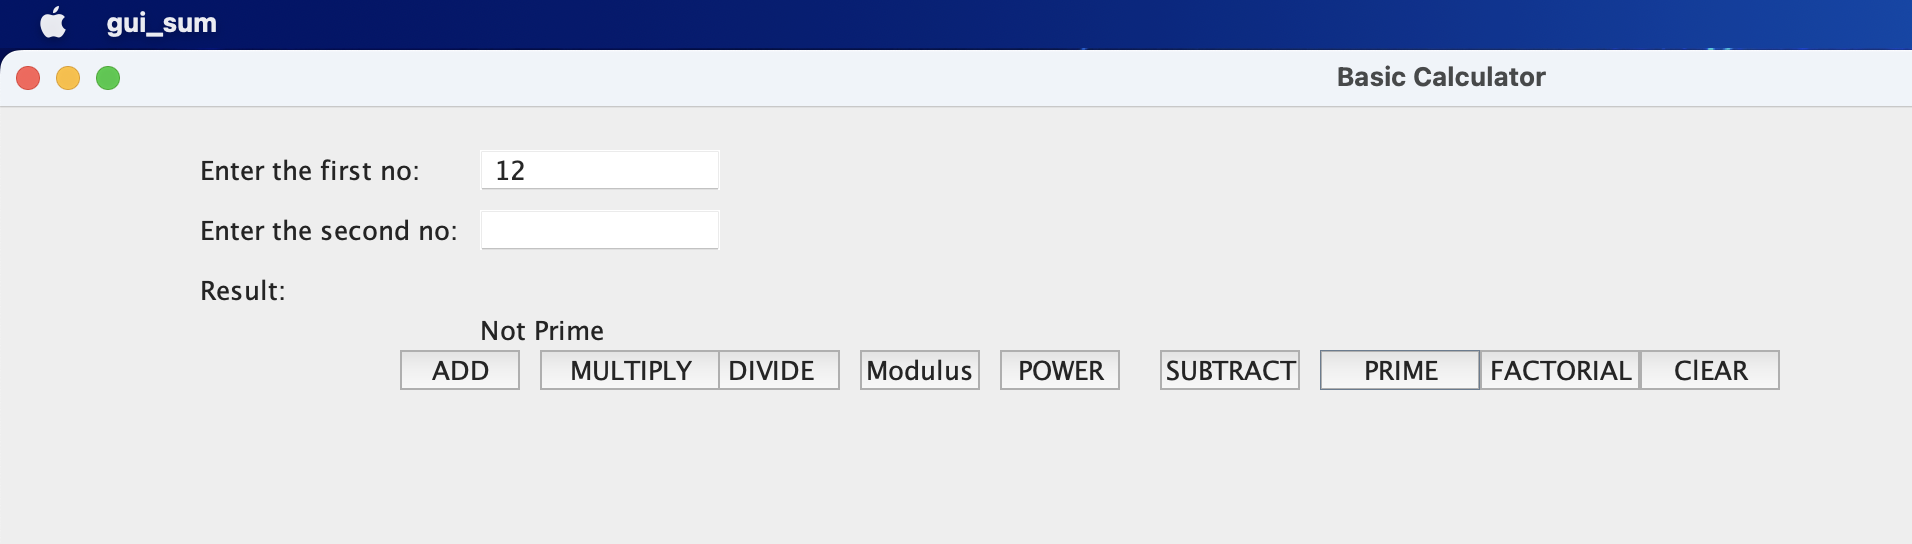 gui_sum
Basic Calculator
Enter the first no: 12
Enter the second no:
Result:
Not Prime
ADD MULTIPLY DIVIDE Modulus POWER SUBTRACT PRIME FACTORIAL ClEAR